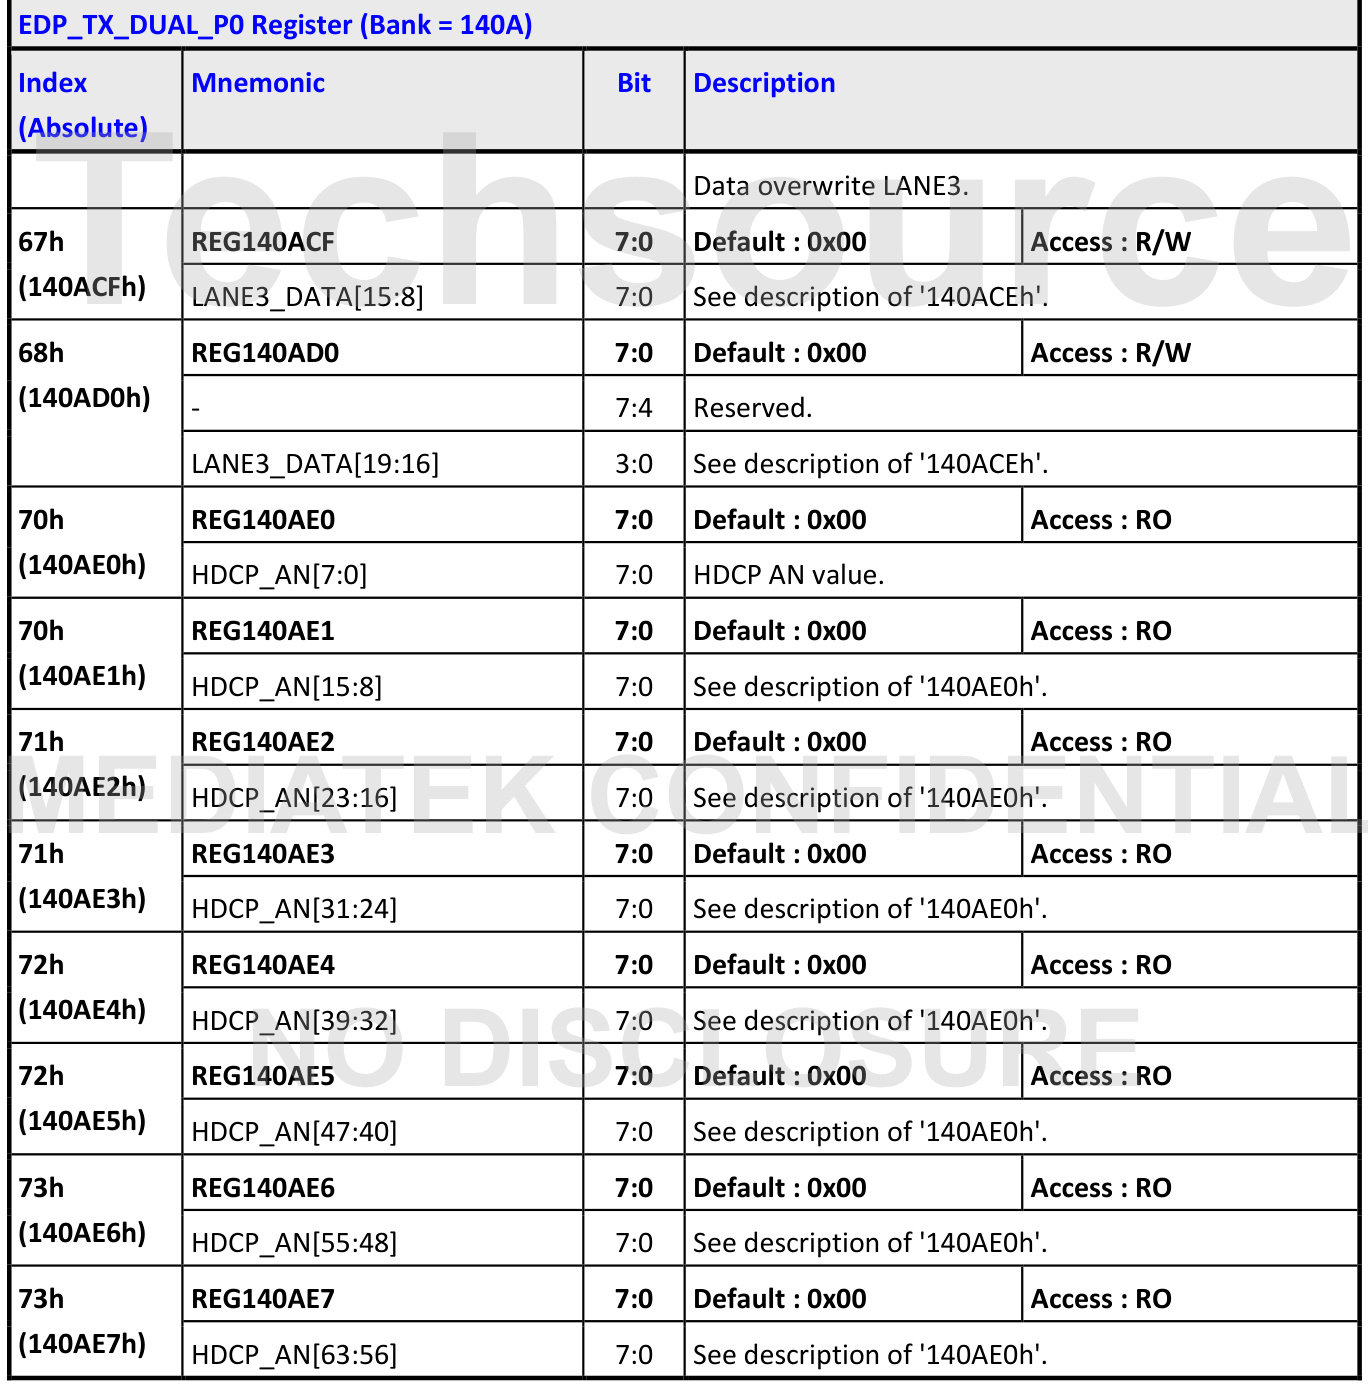 EDP_TX_DUAL_P0 Register (Bank = 140A)
Index (Absolute) Mnemonic Bit Description
Data overwrite LANE3.
67h (140ACFh) REG140ACF 7:0 Default : 0x00 Access : R/W
LANE3_DATA[15:8] 7:0 See description of '140ACEh'.
68h (140AD0h) REG140AD0 7:0 Default : 0x00 Access : R/W
- 7:4 Reserved.
LANE3_DATA[19:16] 3:0 See description of '140ACEh'.
70h (140AE0h) REG140AE0 7:0 Default : 0x00 Access : RO
HDCP_AN[7:0] 7:0 HDCP AN value.
70h (140AE1h) REG140AE1 7:0 Default : 0x00 Access : RO
HDCP_AN[15:8] 7:0 See description of '140AE0h'.
71h (140AE2h) REG140AE2 7:0 Default : 0x00 Access : RO
HDCP_AN[23:16] 7:0 See description of '140AE0h'.
71h (140AE3h) REG140AE3 7:0 Default : 0x00 Access : RO
HDCP_AN[31:24] 7:0 See description of '140AE0h'.
72h (140AE4h) REG140AE4 7:0 Default : 0x00 Access : RO
HDCP_AN[39:32] 7:0 See description of '140AE0h'.
72h (140AE5h) REG140AE5 7:0 Default : 0x00 Access : RO
HDCP_AN[47:40] 7:0 See description of '140AE0h'.
73h (140AE6h) REG140AE6 7:0 Default : 0x00 Access : RO
HDCP_AN[55:48] 7:0 See description of '140AE0h'.
73h (140AE7h) REG140AE7 7:0 Default : 0x00 Access : RO
HDCP_AN[63:56] 7:0 See description of '140AE0h'.
Techsource
MEDIATEK CONFIDENTIAL
NO DISCLOSURE